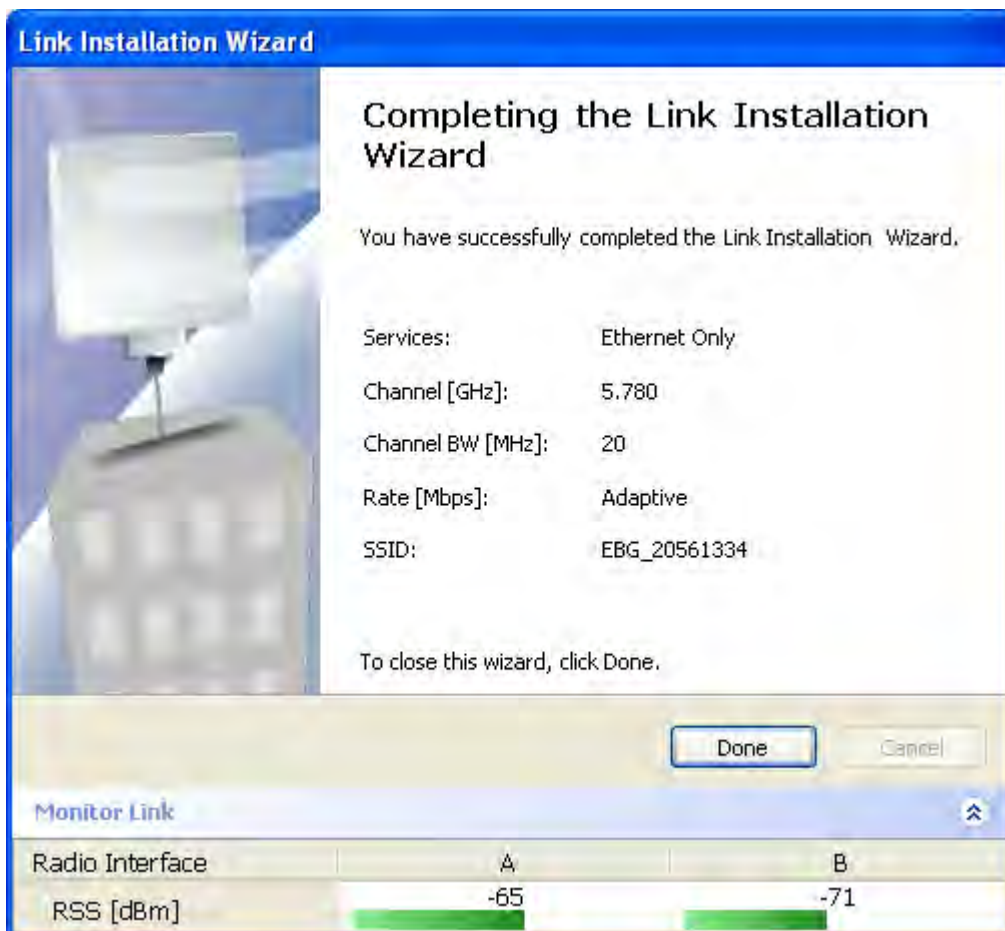 Link Installation Wizard
Completing the Link Installation
Wizard
You have successfully completed the Link Installation Wizard.
Services: Ethernet Only
Channel [GHz]: 5.780
Channel BW [MHz]: 20
Rate [Mbps]: Adaptive
SSID: EBG_20561334
To close this wizard, click Done.
Done Cancel
Monitor Link
Radio Interface A B
RSS [dBm] -65 -71